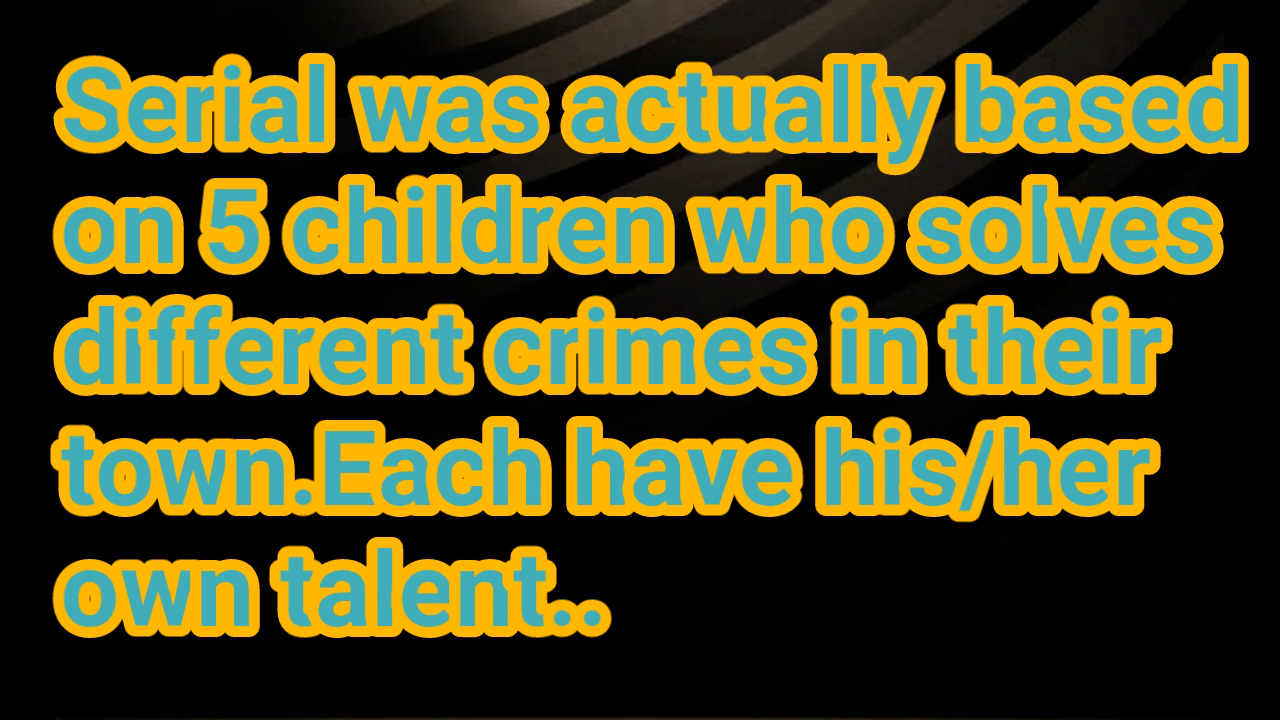 Serial was actually based
on 5 children who solves
different crimes in their
town.Each have his/her
own talent..